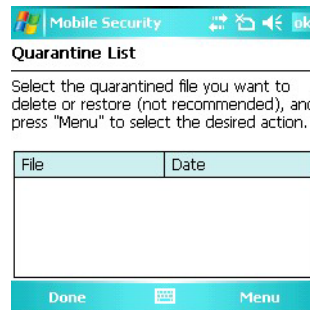 Mobile Security ok
Quarantine List
Select the quarantined file you want to
delete or restore (not recommended), and
press "Menu" to select the desired action.
File Date
Done Menu